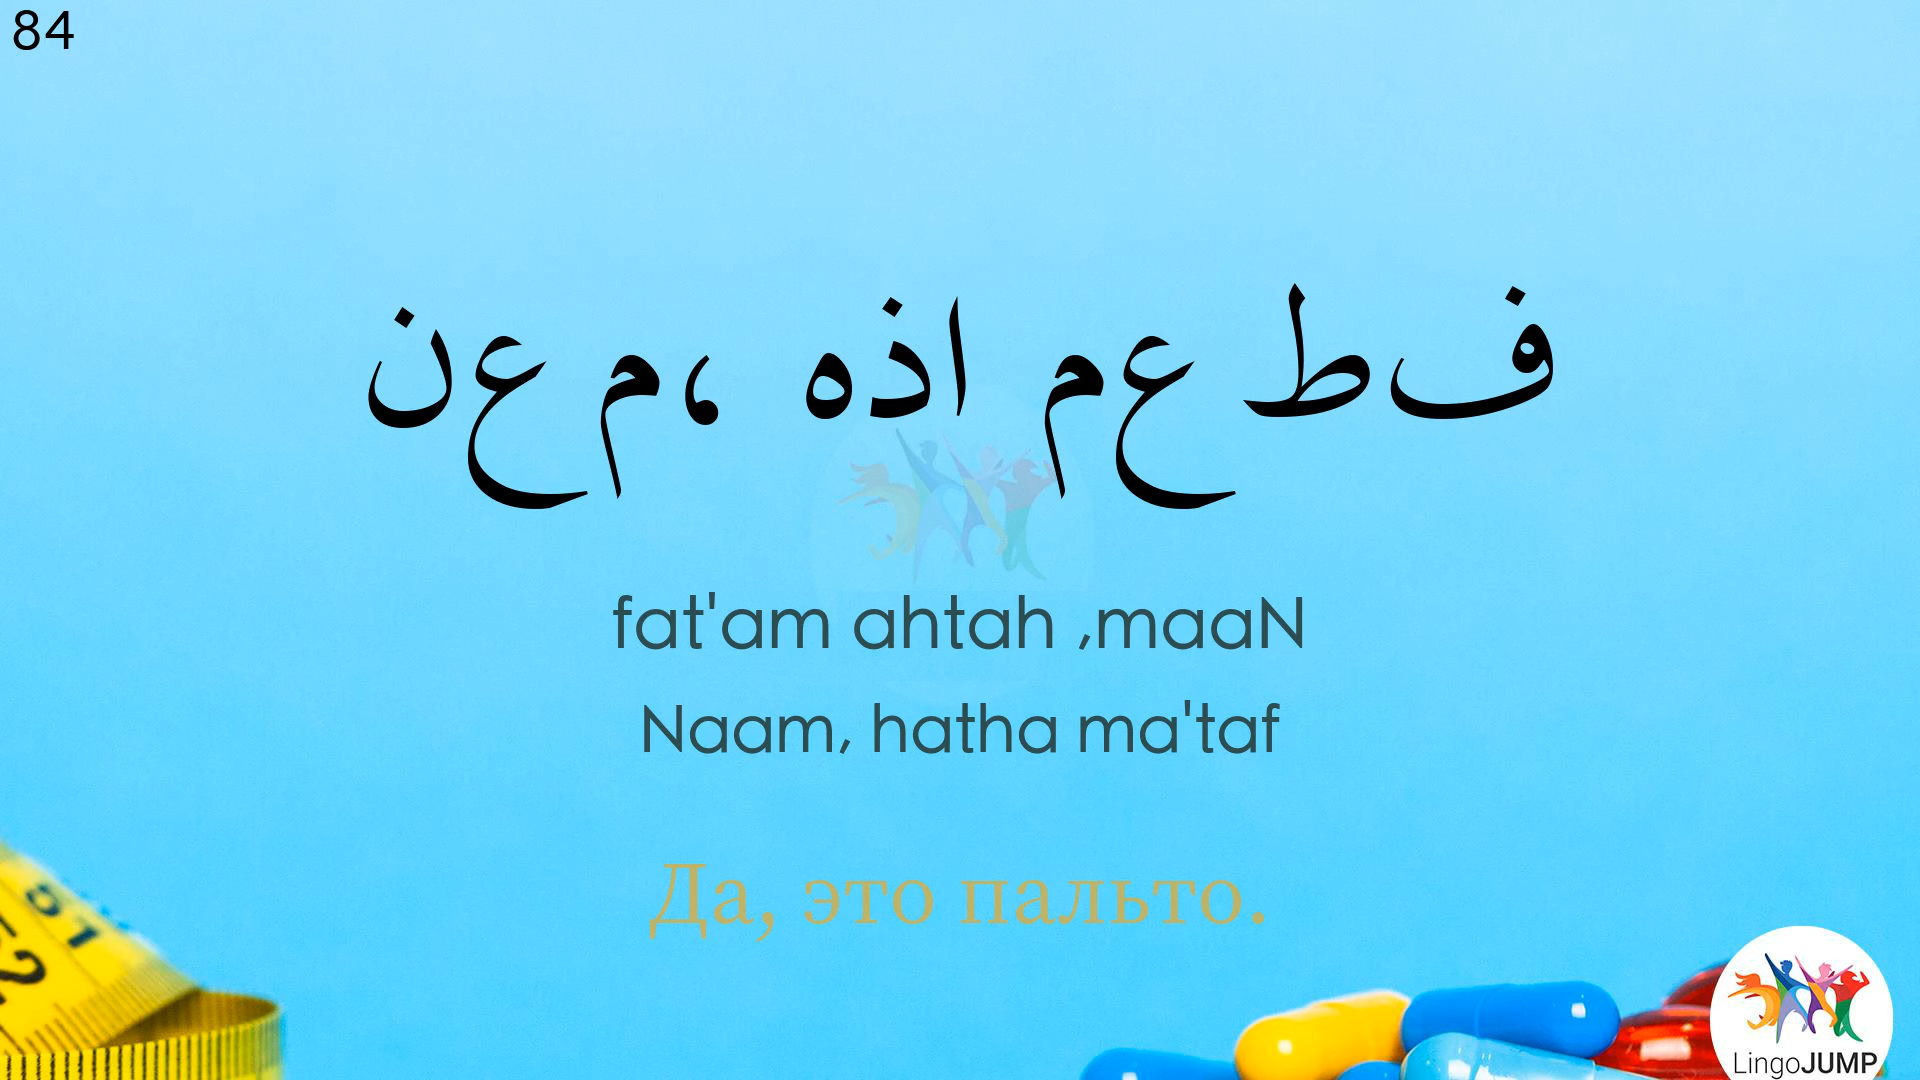 84
نعم، هذا معطف
fat'am ahtah ,maaN
Naam, hatha ma'taf
Да, это пальто.
LingoJUMP